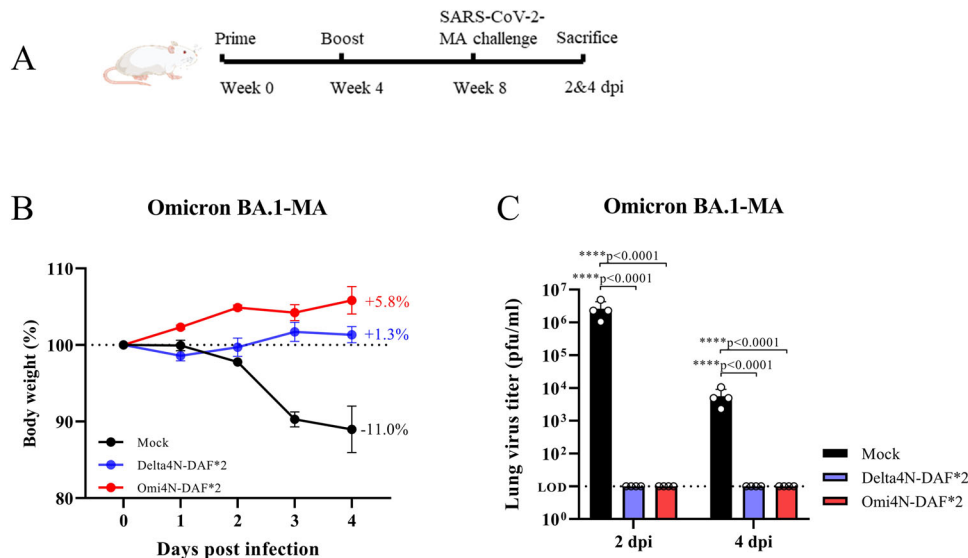 A
Prime
Boost
SARS-CoV-2-
MA challenge
Sacrifice
Week 0
Week 4
Week 8
2&4 dpi
B
Omicron BA.1-MA
110
100
90
80
Body weight (%)
+5.8%
+1.3%
-11.0%
Mock
Delta4N-DAF*2
Omi4N-DAF*2
0 1 2 3 4
Days post infection
C
Omicron BA.1-MA
****p<0.0001
****p<0.0001
****p<0.0001
****p<0.0001
10⁷
10⁶
10⁵
10⁴
10³
10²
LOD
10⁰
Lung virus titer (pfu/ml)
2 dpi
4 dpi
Mock
Delta4N-DAF*2
Omi4N-DAF*2